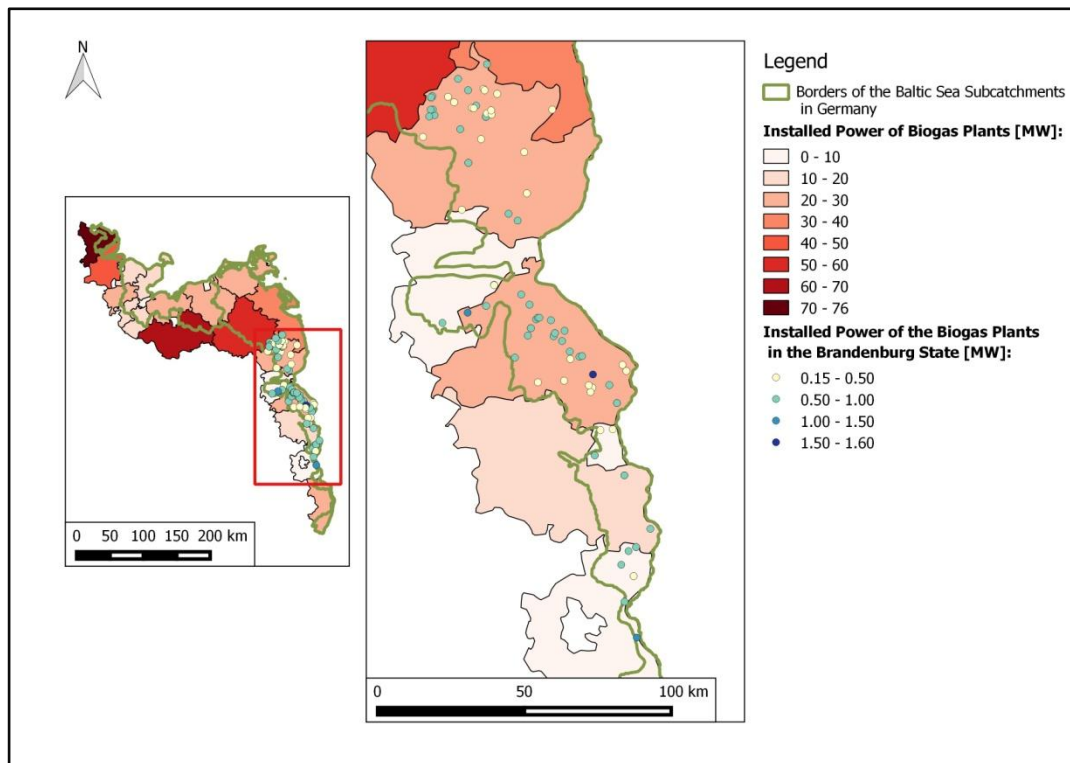 N
0 50 100 150 200 km
0 50 100 km
Legend
Borders of the Baltic Sea Subcatchments
in Germany
Installed Power of Biogas Plants [MW]:
0 - 10
10 - 20
20 - 30
30 - 40
40 - 50
50 - 60
60 - 70
70 - 76
Installed Power of the Biogas Plants
in the Brandenburg State [MW]:
0.15 - 0.50
0.50 - 1.00
1.00 - 1.50
1.50 - 1.60